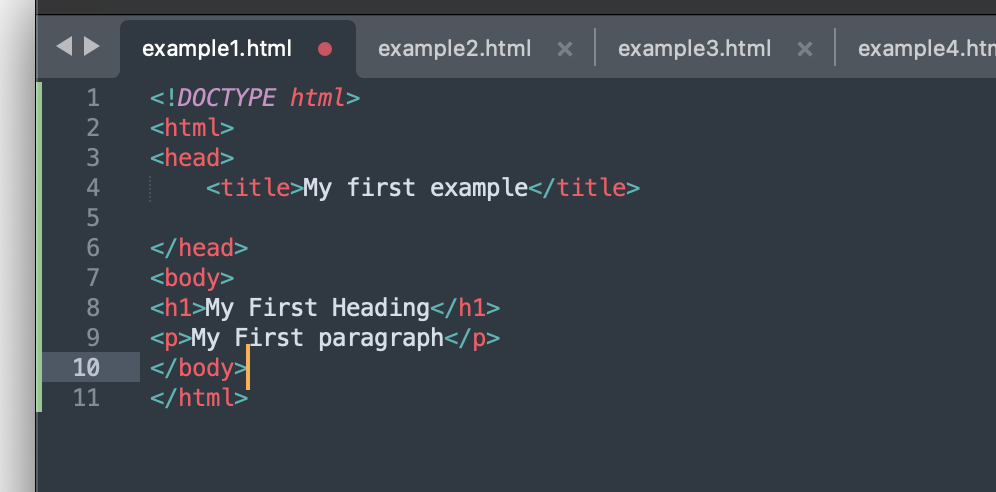 example1.html example2.html example3.html example4.htm
1 <!DOCTYPE html>
2 <html>
3 <head>
4     <title>My first example</title>
5
6 </head>
7 <body>
8 <h1>My First Heading</h1>
9 <p>My First paragraph</p>
10 </body>
11 </html>